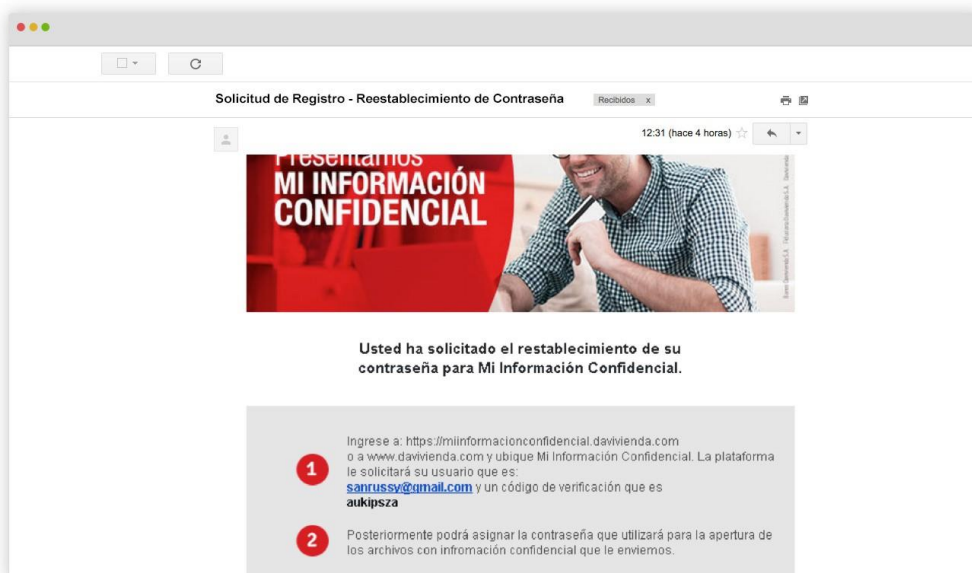 Solicitud de Registro - Reestablecimiento de Contraseña
Recibidos x
12:31 (hace 4 horas)
Presentamos
MI INFORMACIÓN
CONFIDENCIAL
Usted ha solicitado el restablecimiento de su
contraseña para Mi Información Confidencial.
1
Ingrese a: https://miinformacionconfidencial.davivienda.com
o a www.davivienda.com y ubique Mi Información Confidencial. La plataforma
le solicitará su usuario que es:
sanrussy@gmail.com y un código de verificación que es
aukipsza
2
Posteriormente podrá asignar la contraseña que utilizará para la apertura de
los archivos con infromación confidencial que le enviemos.